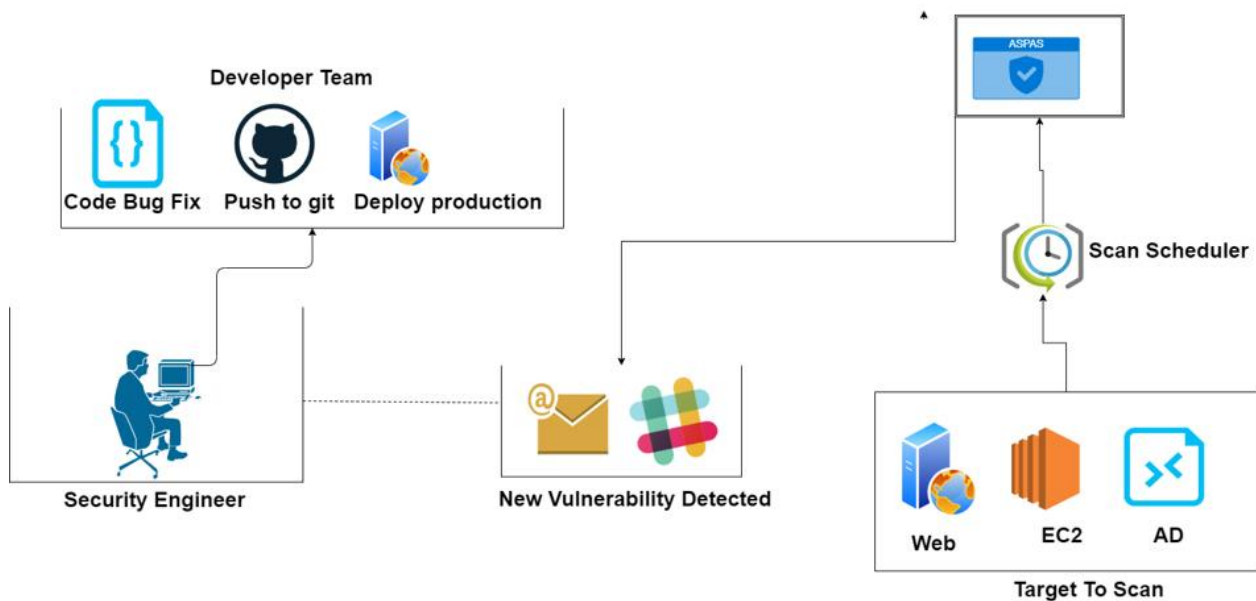 ASPAS
Developer Team
{}
Code Bug Fix
Push to git
Deploy production
Scan Scheduler
@
Security Engineer
New Vulnerability Detected
Web
EC2
AD
Target To Scan